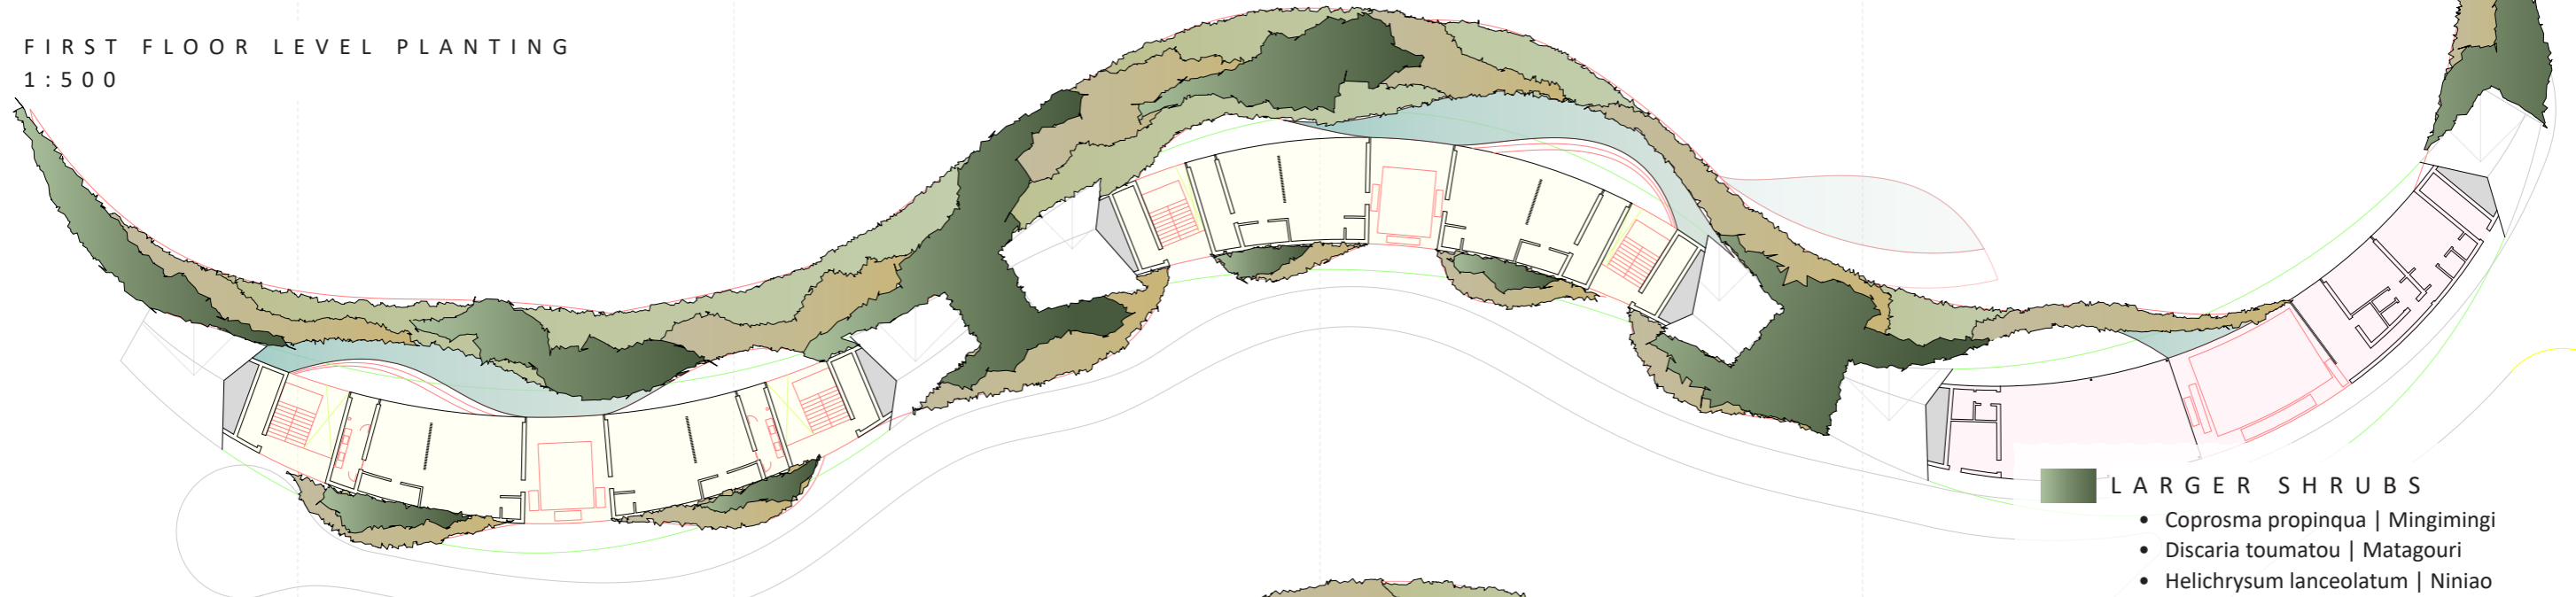 FIRST FLOOR LEVEL PLANTING
1:500
LARGER SHRUBS
• Coprosma propinqua | Mingimingi
• Discaria toumatou | Matagouri
• Helichrysum lanceolatum | Niniao